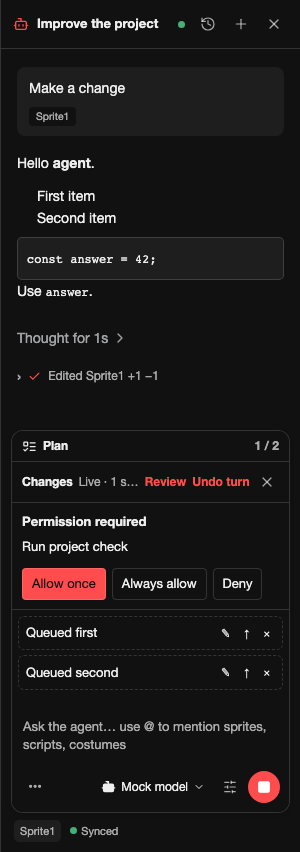 Improve the project
Make a change
Sprite1
Hello agent.
First item
Second item
const answer = 42;
Use answer.
Thought for 1s
Edited Sprite1 +1 −1
Plan 1 / 2
Changes Live · 1 s... Review Undo turn
Permission required
Run project check
Allow once Always allow Deny
Queued first
Queued second
Ask the agent... use @ to mention sprites,
scripts, costumes
Mock model
Sprite1 Synced